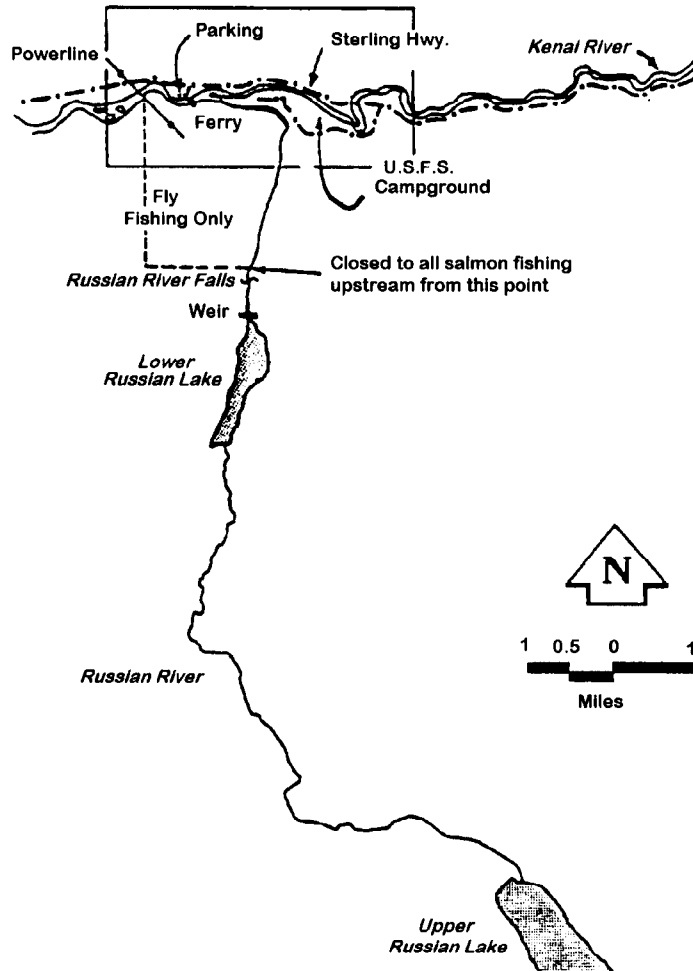 Parking
Sterling Hwy.
Kenai River
Powerline
Ferry
U.S.F.S.
Campground
Fly
Fishing Only
Closed to all salmon fishing
upstream from this point
Russian River Falls
Weir
Lower
Russian Lake
N
1 0.5 0 1
Miles
Russian River
Upper
Russian Lake